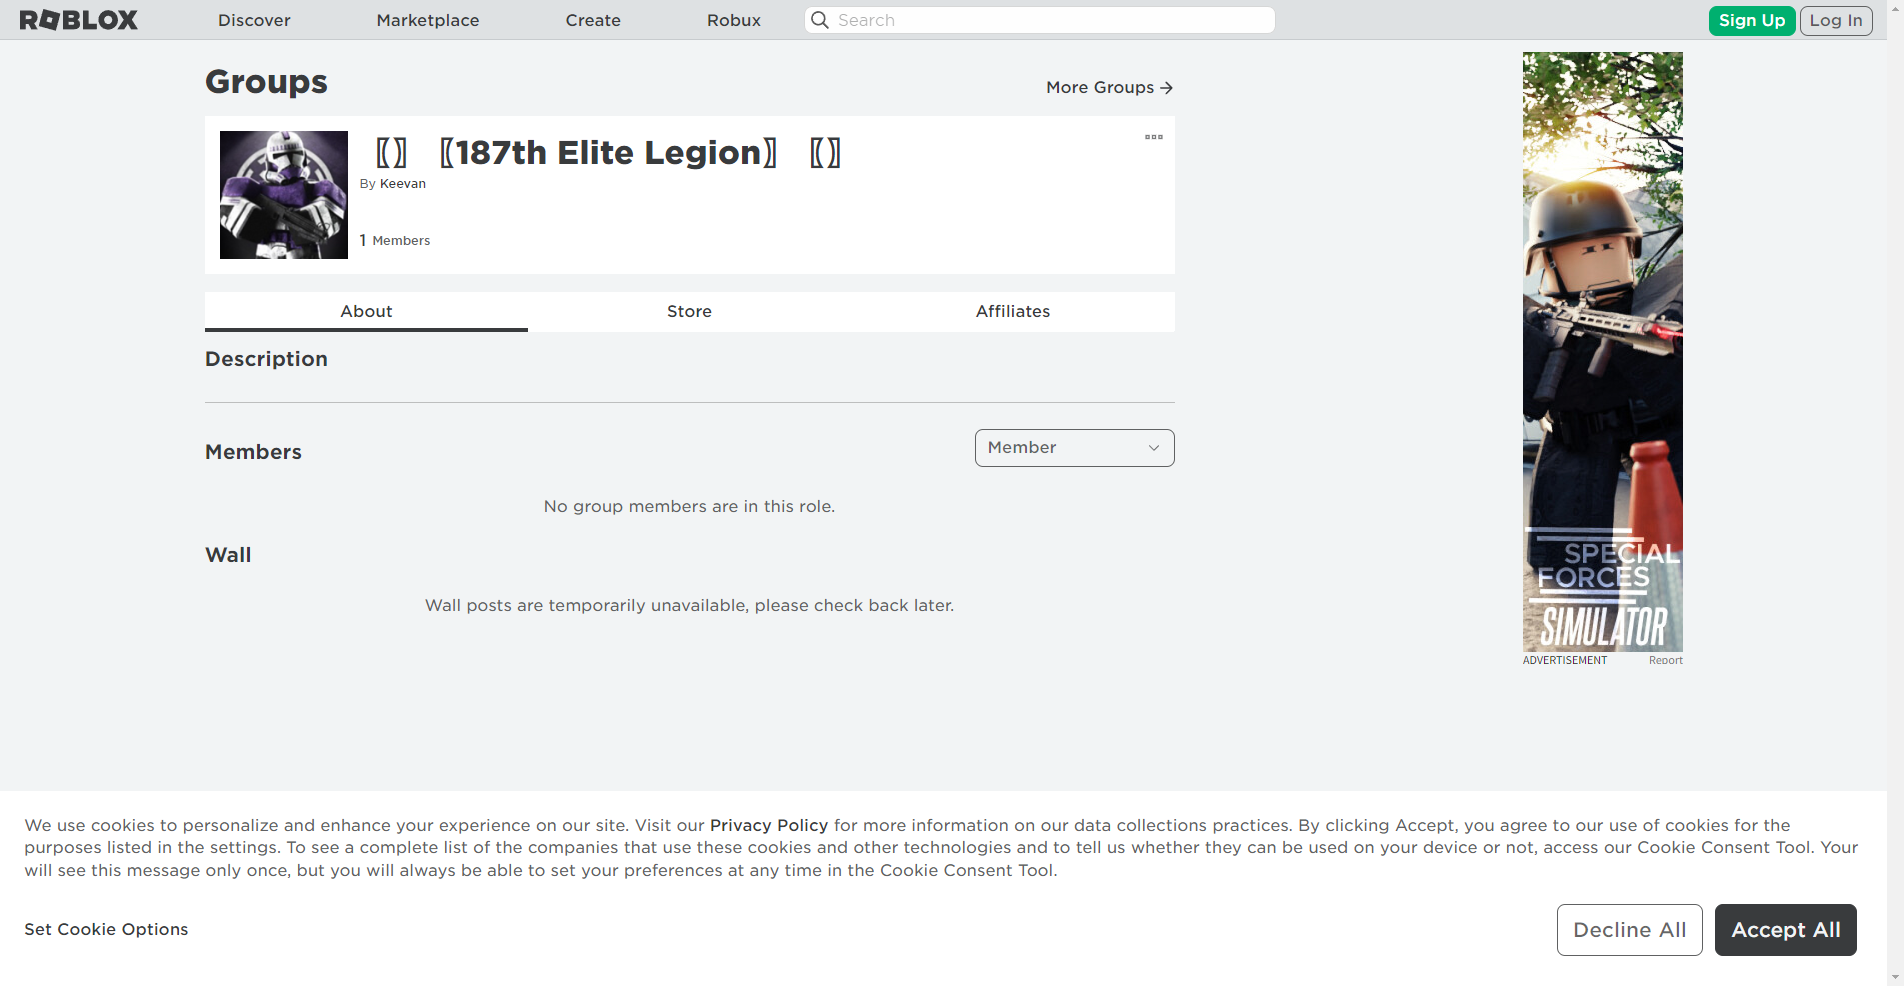 ROBLOX
Discover
Marketplace
Create
Robux
Search
Sign Up
Log In
Groups
More Groups →
〖〗 〖187th Elite Legion〗 〖〗
By Keevan
1 Members
About
Store
Affiliates
Description
Members
Member
No group members are in this role.
Wall
Wall posts are temporarily unavailable, please check back later.
SPECIAL
FORCES
SIMULATOR
ADVERTISEMENT
Report
We use cookies to personalize and enhance your experience on our site. Visit our Privacy Policy for more information on our data collections practices. By clicking Accept, you agree to our use of cookies for the
purposes listed in the settings. To see a complete list of the companies that use these cookies and other technologies and to tell us whether they can be used on your device or not, access our Cookie Consent Tool. Your
will see this message only once, but you will always be able to set your preferences at any time in the Cookie Consent Tool.
Set Cookie Options
Decline All
Accept All